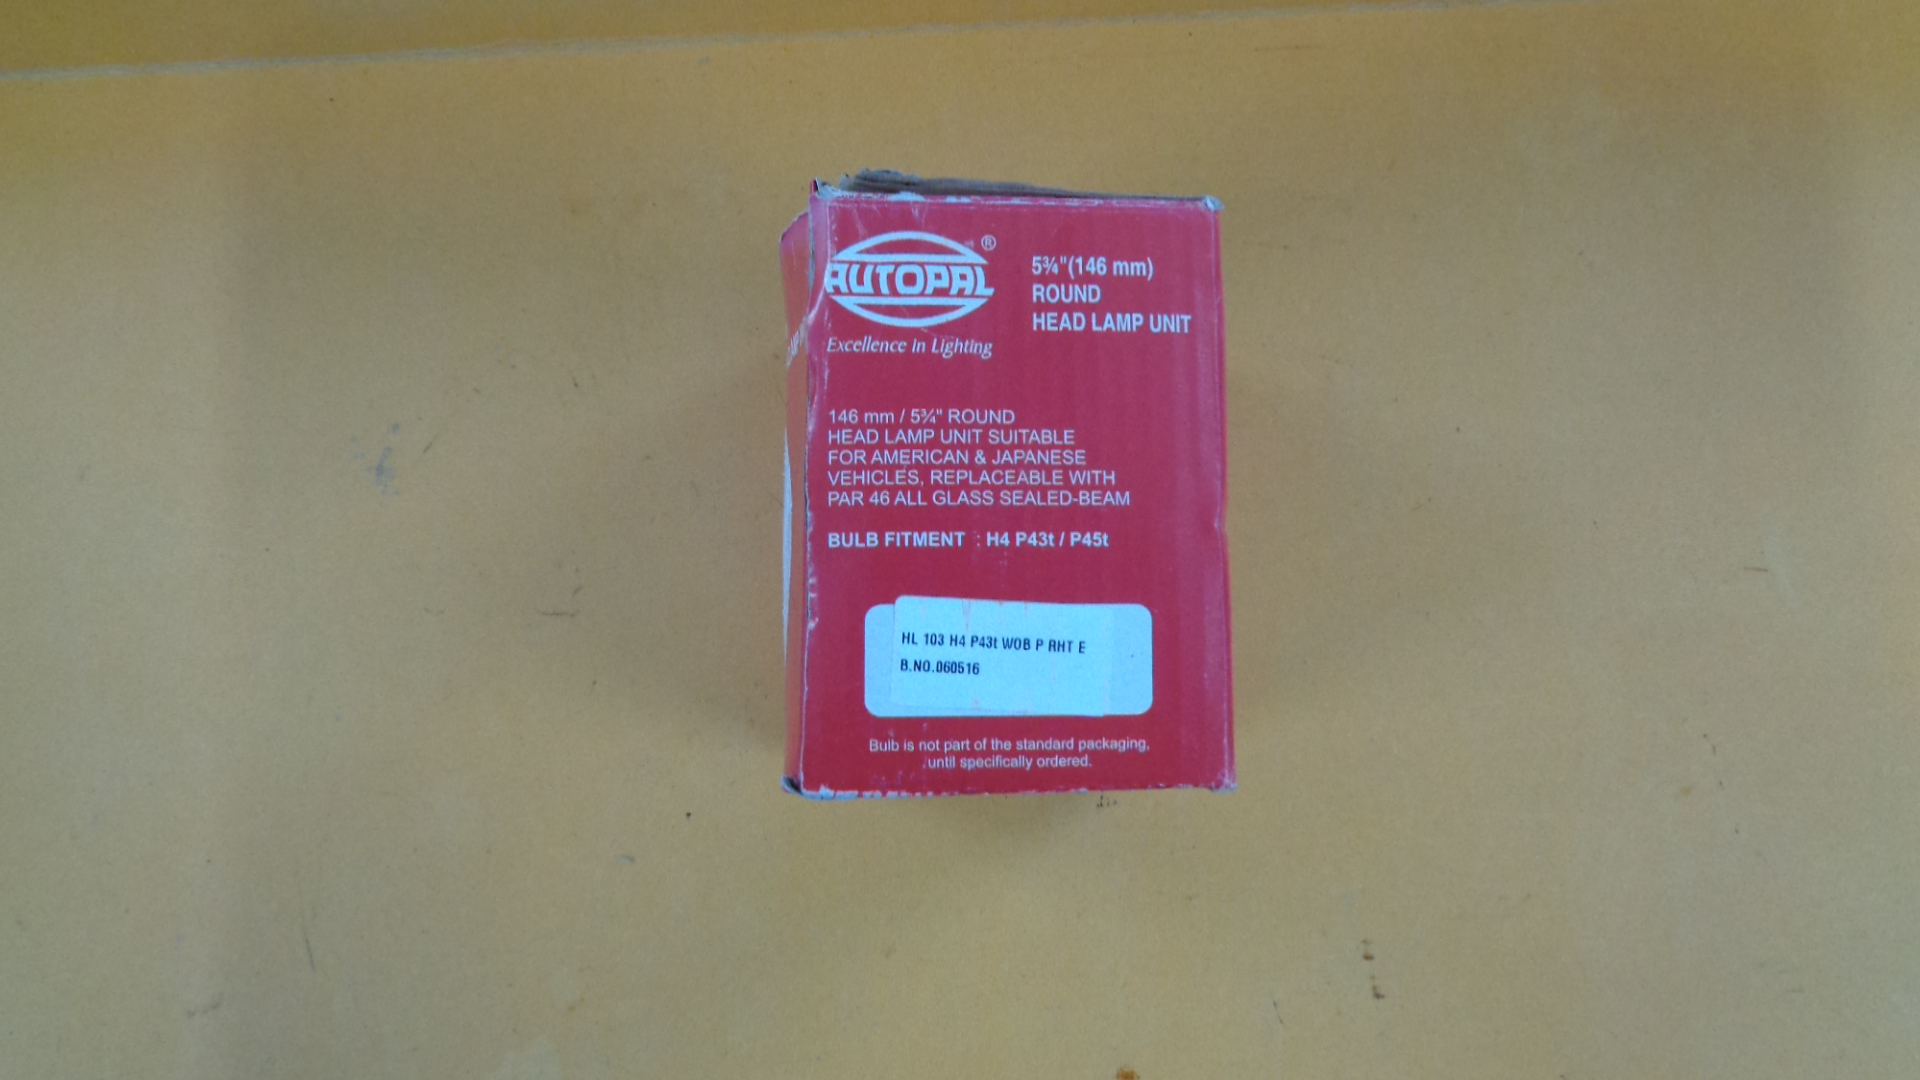 AUTOPAL®
Excellence in Lighting
5¾"(146 mm)
ROUND
HEAD LAMP UNIT
146 mm / 5¾" ROUND
HEAD LAMP UNIT SUITABLE
FOR AMERICAN & JAPANESE
VEHICLES, REPLACEABLE WITH
PAR 46 ALL GLASS SEALED-BEAM
BULB FITMENT : H4 P43t / P45t
HL 103 H4 P43t WOB P RHT E
B.NO.060516
Bulb is not part of the standard packaging,
until specifically ordered.